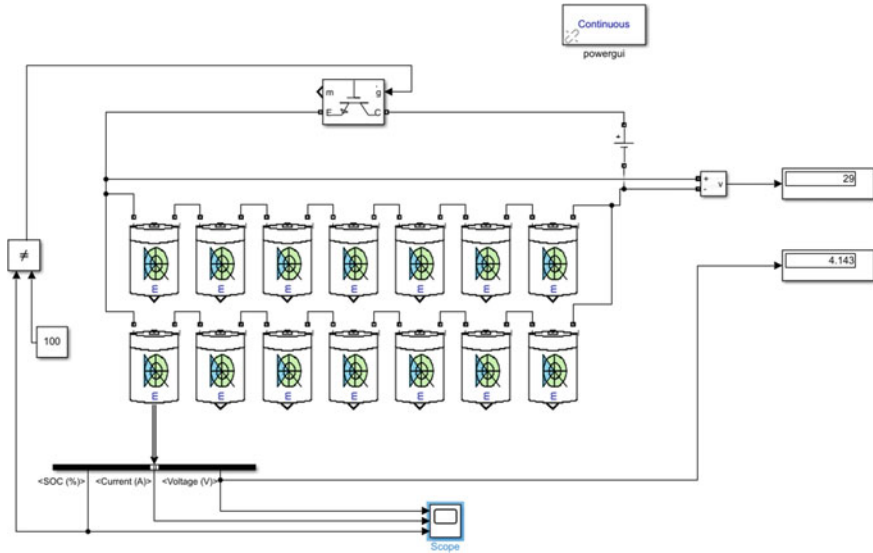 Continuous
powergui
m
g
E
C
+
+
-
v
29
≠
4.143
100
E
E
E
E
E
E
E
E
E
E
E
E
E
E
<SOC (%)>
<Current (A)>
<Voltage (V)>
Scope